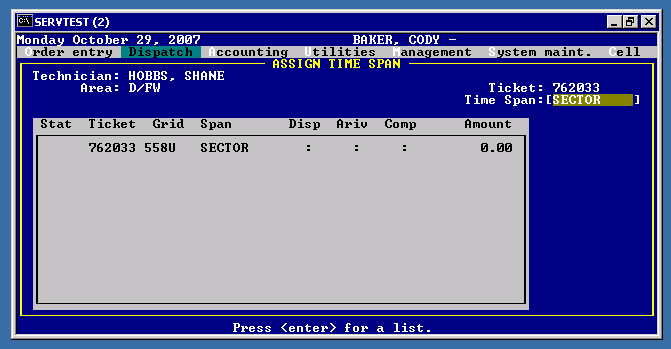 SERVTEST (2)
Monday October 29, 2007 BAKER, CODY -
Order entry Dispatch Accounting Utilities Management System maint. Cell
ASSIGN TIME SPAN
Technician: HOBBS, SHANE
Area: D/FW Ticket: 762033
Time Span:[SECTOR ]
Stat Ticket Grid Span Disp Ariv Comp Amount
762033 558U SECTOR : : : 0.00
Press <enter> for a list.